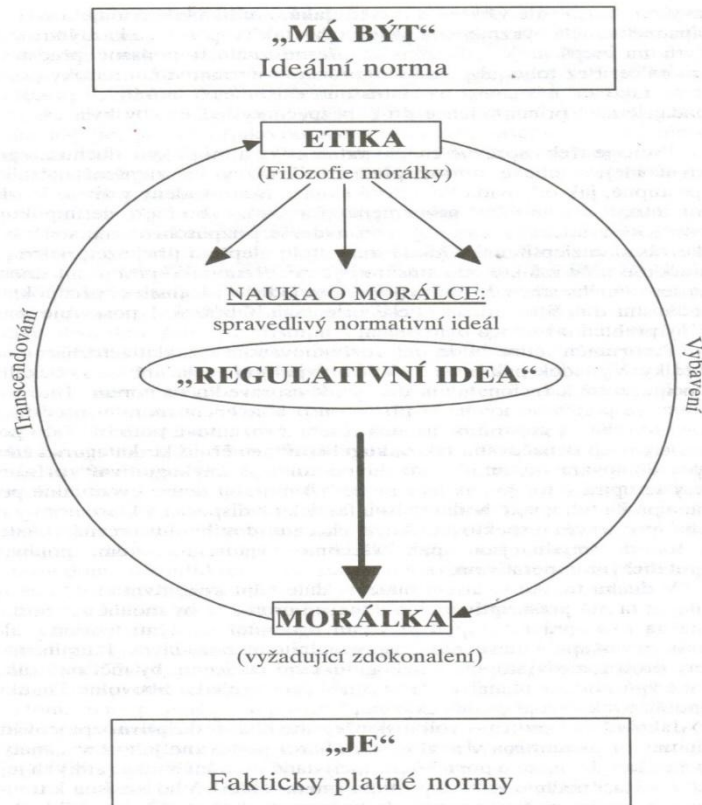 „MÁ BÝT“
Ideální norma
ETIKA
(Filozofie morálky)
NAUKA O MORÁLCE:
spravedlivý normativní ideál
Transcendování
Vybavení
„REGULATIVNÍ IDEA“
MORÁLKA
(vyžadující zdokonalení)
„JE“
Fakticky platné normy